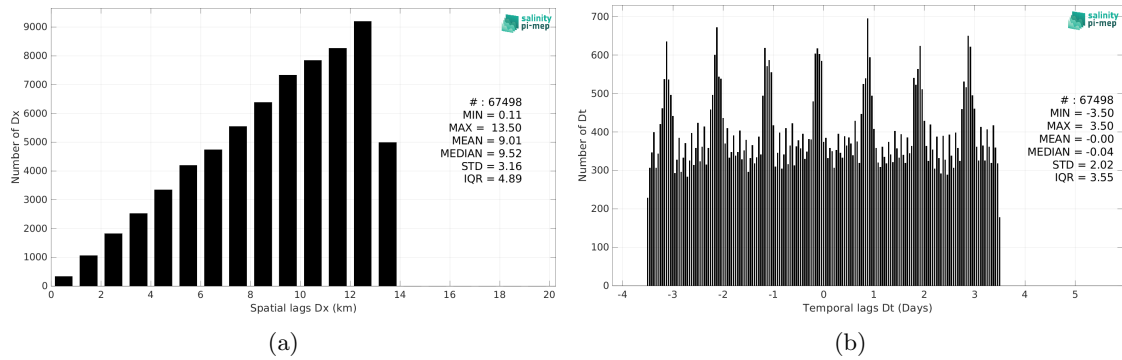 salinity
pi-mep
9000
8000
7000
6000
5000
4000
3000
2000
1000
0
Number of Dx
# : 67498
MIN = 0.11
MAX = 13.50
MEAN = 9.01
MEDIAN = 9.52
STD = 3.16
IQR = 4.89
0 2 4 6 8 10 12 14 16 18 20
Spatial lags Dx (km)
(a)
salinity
pi-mep
700
600
500
400
300
200
100
0
Number of Dt
# : 67498
MIN = -3.50
MAX = 3.50
MEAN = -0.00
MEDIAN = -0.04
STD = 2.02
IQR = 3.55
-4 -3 -2 -1 0 1 2 3 4 5
Temporal lags Dt (Days)
(b)